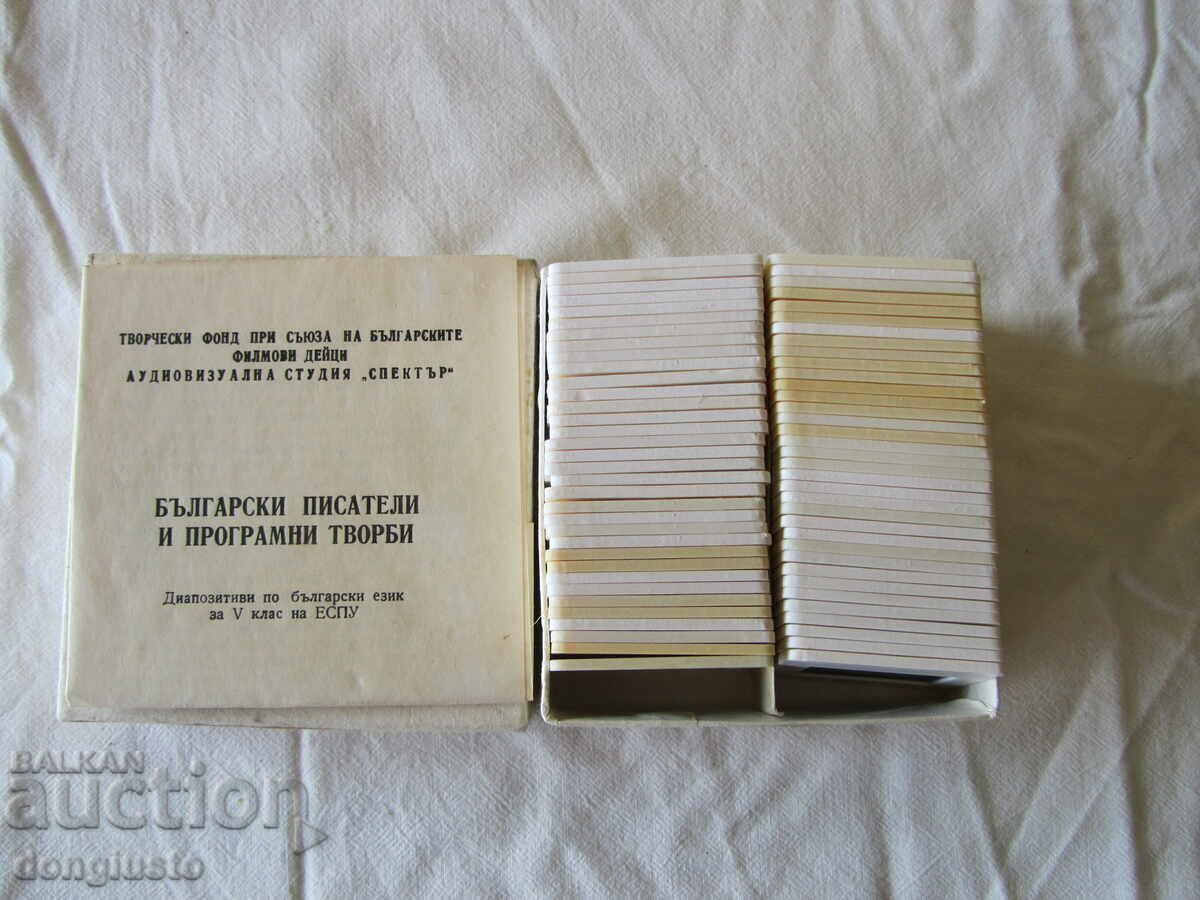 ТВОРЧЕСКИ ФОНД ПРИ СЪЮЗА НА БЪЛГАРСКИТЕ
ФИЛМОВИ ДЕЙЦИ
АУДИОВИЗУАЛНА СТУДИЯ „СПЕКТЪР"
БЪЛГАРСКИ ПИСАТЕЛИ
И ПРОГРАМНИ ТВОРБИ
Диапозитиви по български език
за V клас на ЕСПУ
BALKAN
auction
dongiusto